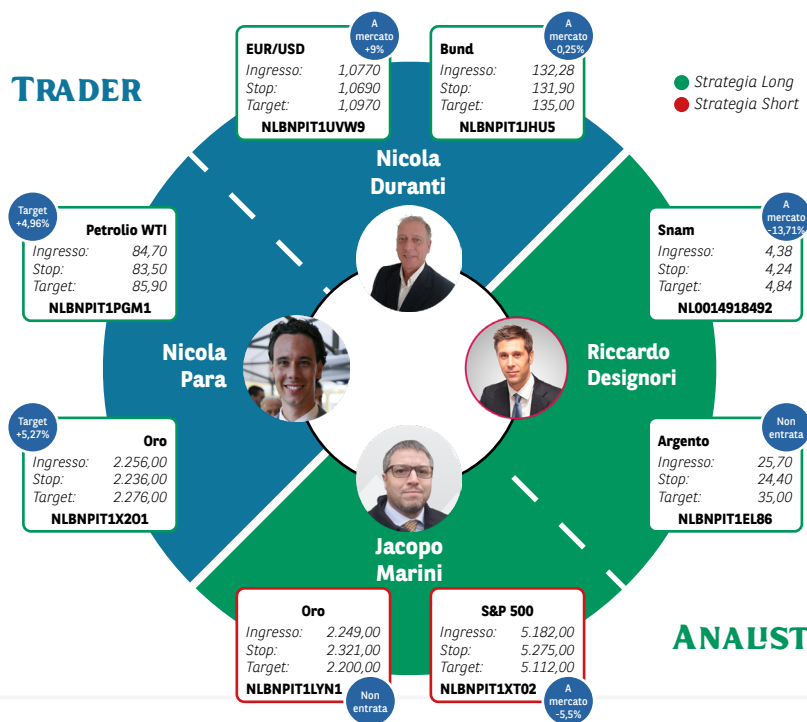 TRADER
EUR/USD
A
mercato
+9%
Ingresso: 1,0770
Stop: 1,0690
Target: 1,0970
NLBNPIT1UVW9
Bund
A
mercato
-0,25%
Ingresso: 132,28
Stop: 131,90
Target: 135,00
NLBNPIT1JHU5
Strategia Long
Strategia Short
Nicola
Duranti
Target
+4,96%
Petrolio WTI
Ingresso: 84,70
Stop: 83,50
Target: 85,90
NLBNPIT1PGM1
A
mercato
-13,71%
Snam
Ingresso: 4,38
Stop: 4,24
Target: 4,84
NL0014918492
Nicola
Para
Riccardo
Designori
Target
+5,27%
Oro
Ingresso: 2.256,00
Stop: 2.236,00
Target: 2.276,00
NLBNPIT1X2O1
Non
entrata
Argento
Ingresso: 25,70
Stop: 24,40
Target: 35,00
NLBNPIT1EL86
Jacopo
Marini
Oro
Ingresso: 2.249,00
Stop: 2.321,00
Target: 2.200,00
NLBNPIT1LYN1
Non
entrata
S&P 500
Ingresso: 5.182,00
Stop: 5.275,00
Target: 5.112,00
NLBNPIT1XT02
A
mercato
-5,5%
ANALIST